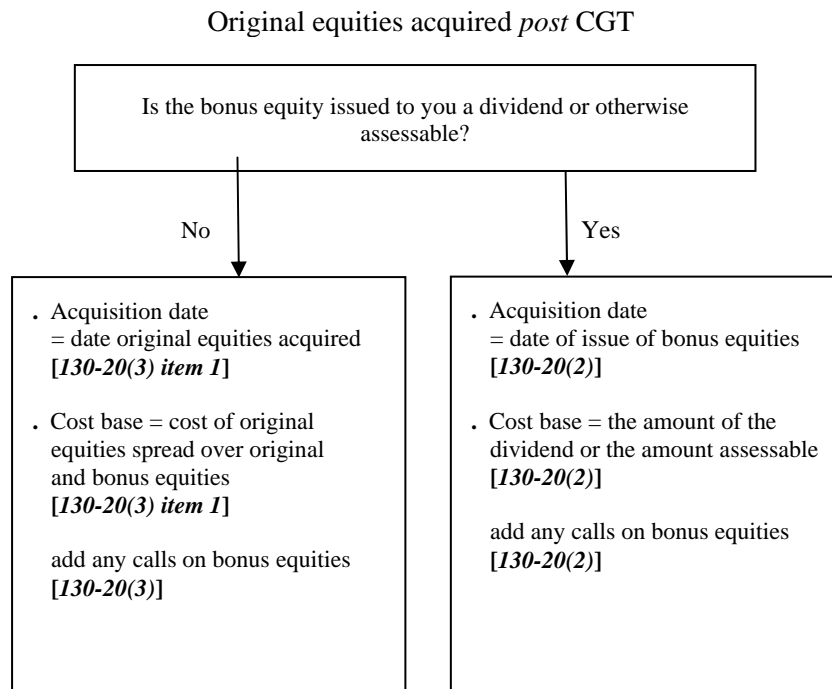 Original equities acquired post CGT
Is the bonus equity issued to you a dividend or otherwise
assessable?
No
Yes
. Acquisition date
= date original equities acquired
[130-20(3) item 1]
. Cost base = cost of original
equities spread over original
and bonus equities
[130-20(3) item 1]
add any calls on bonus equities
[130-20(3)]
. Acquisition date
= date of issue of bonus equities
[130-20(2)]
. Cost base = the amount of the
dividend or the amount assessable
[130-20(2)]
add any calls on bonus equities
[130-20(2)]